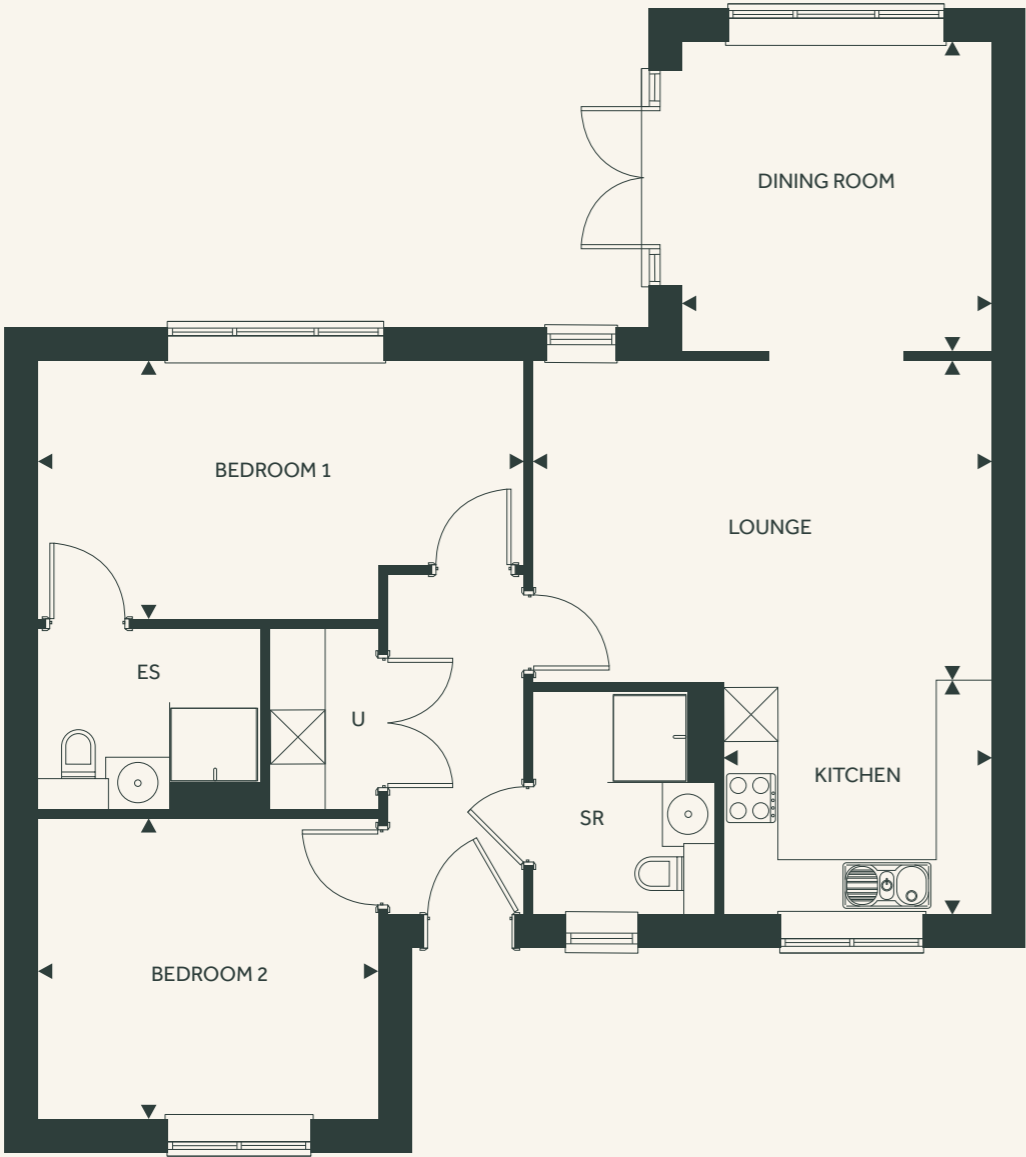 DINING ROOM
BEDROOM 1
LOUNGE
ES
U
KITCHEN
SR
BEDROOM 2